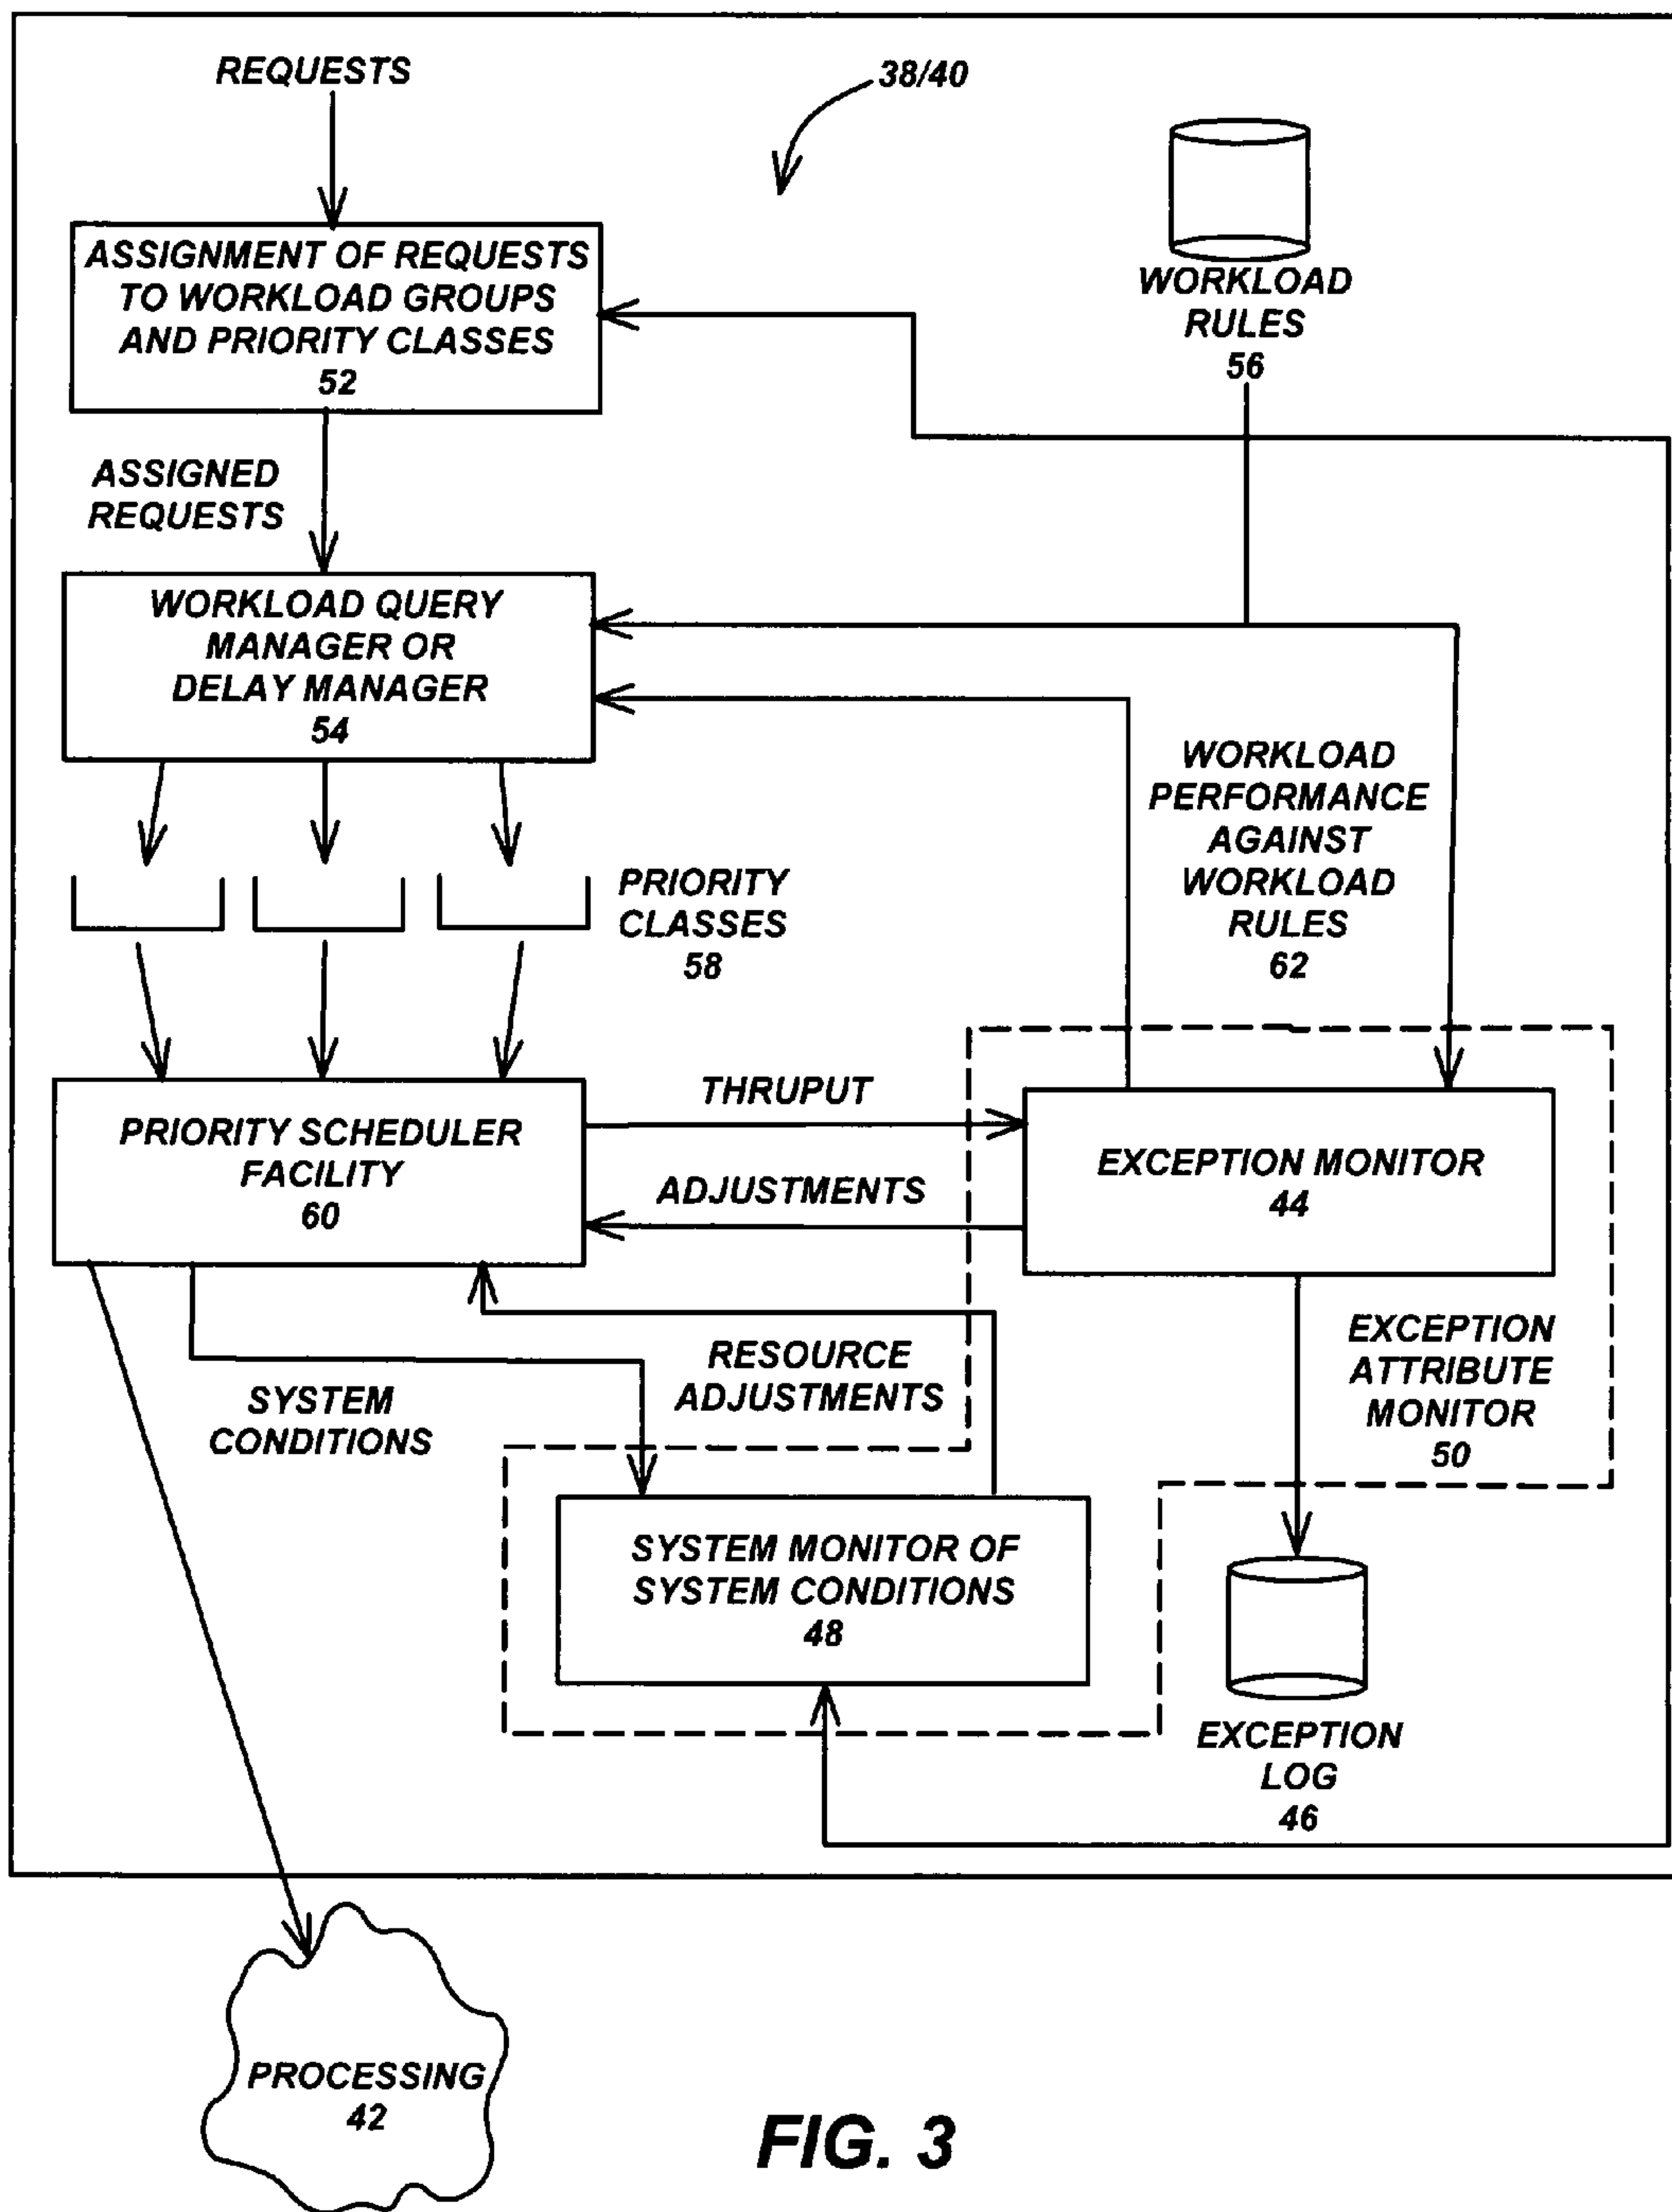 REQUESTS
38/40
ASSIGNMENT OF REQUESTS
TO WORKLOAD GROUPS
AND PRIORITY CLASSES
52
WORKLOAD
RULES
56
ASSIGNED
REQUESTS
WORKLOAD QUERY
MANAGER OR
DELAY MANAGER
54
WORKLOAD
PERFORMANCE
AGAINST
WORKLOAD
RULES
62
PRIORITY
CLASSES
58
PRIORITY SCHEDULER
FACILITY
60
THRUPUT
ADJUSTMENTS
EXCEPTION MONITOR
44
RESOURCE
ADJUSTMENTS
SYSTEM
CONDITIONS
EXCEPTION
ATTRIBUTE
MONITOR
50
SYSTEM MONITOR OF
SYSTEM CONDITIONS
48
EXCEPTION
LOG
46
PROCESSING
42
FIG. 3